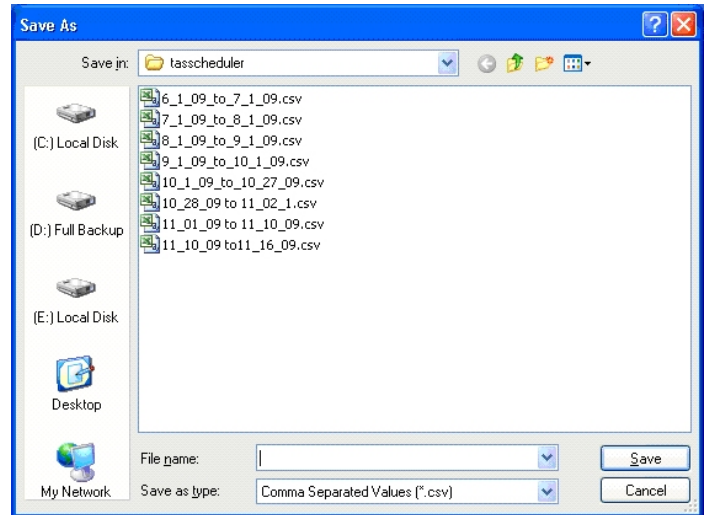 Save As
Save in: tasscheduler
(C:) Local Disk
(D:) Full Backup
(E:) Local Disk
Desktop
My Network
6_1_09_to_7_1_09.csv
7_1_09_to_8_1_09.csv
8_1_09_to_9_1_09.csv
9_1_09_to_10_1_09.csv
10_1_09_to_10_27_09.csv
10_28_09 to 11_02_1.csv
11_01_09 to 11_10_09.csv
11_10_09 to11_16_09.csv
File name:
Save
Save as type: Comma Separated Values (*.csv)
Cancel